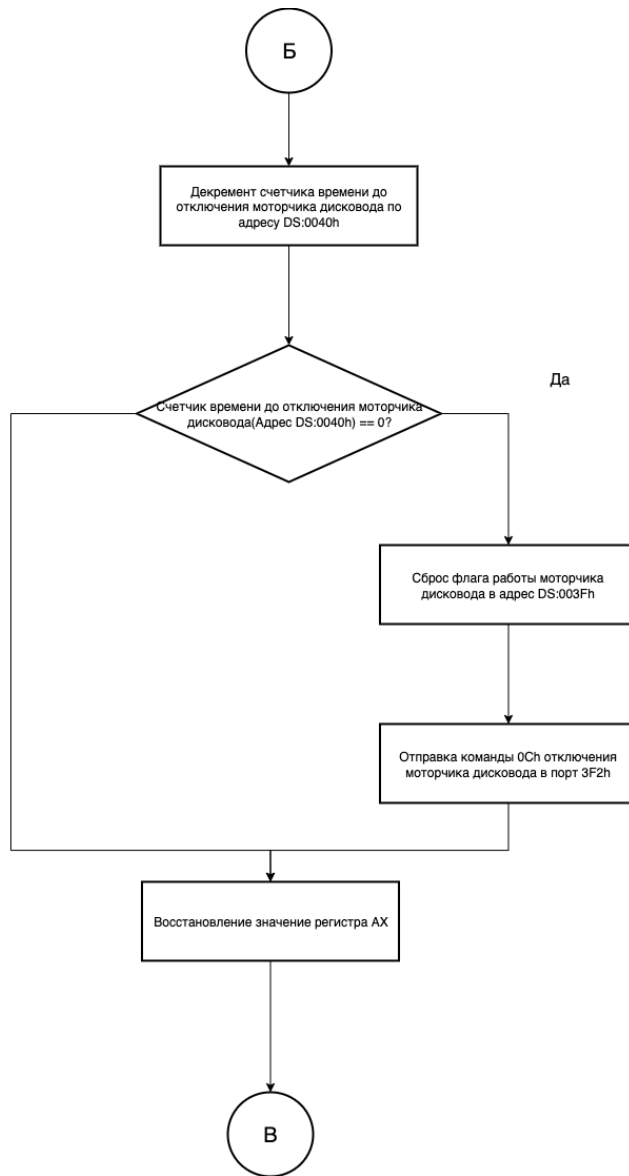 Б
Декремент счетчика времени до
отключения моторчика дисковода по
адресу DS:0040h
Да
Счетчик времени до отключения моторчика
дисковода(Адрес DS:0040h) == 0?
Сброс флага работы моторчика
дисковода в адрес DS:003Fh
Отправка команды 0Ch отключения
моторчика дисковода в порт 3F2h
Восстановление значение регистра AX
В